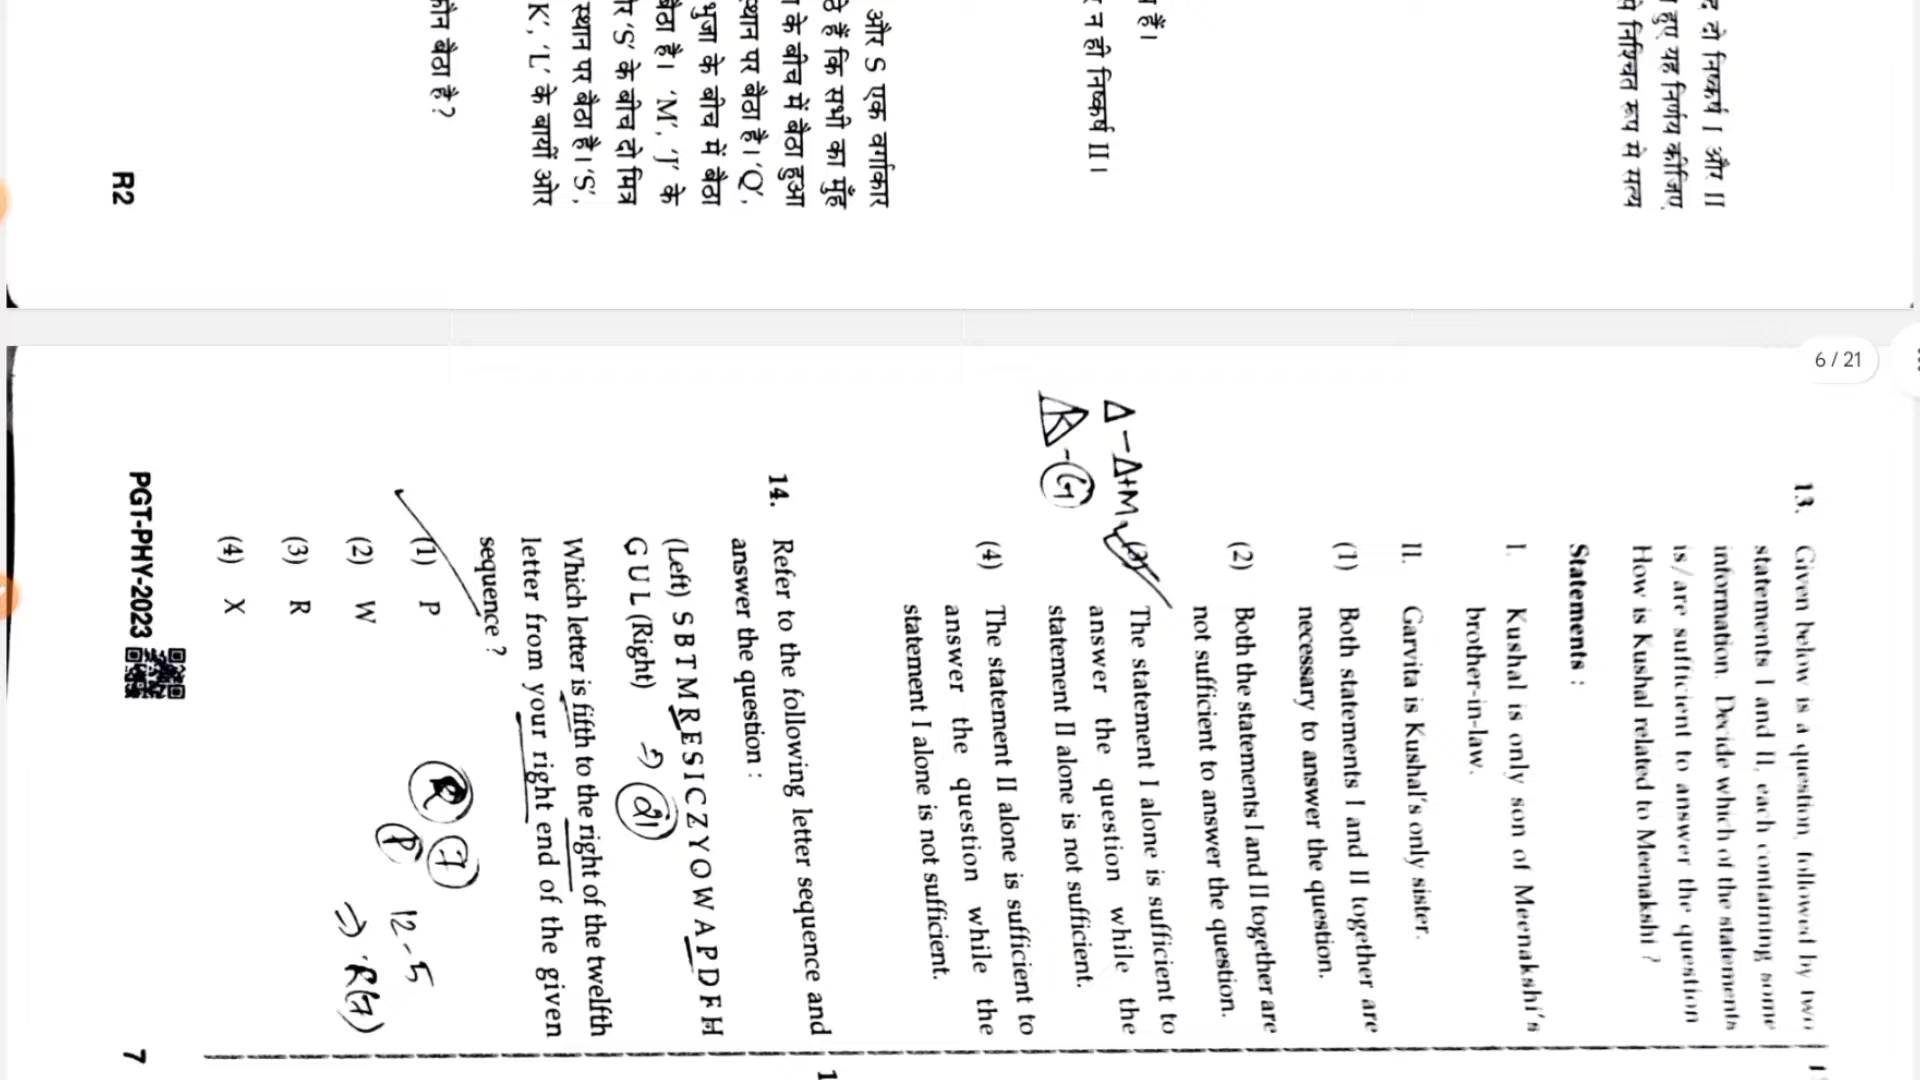 द दो निष्कर्ष I और II
हुए यह निर्णय कीजिए
से निश्चित रूप से सत्य
हैं।
न ही निष्कर्ष II।
और S एक वर्गाकार
हैं कि सभी का मुँह
के बीच में बैठा हुआ
स्थान पर बैठा है। 'Q',
भुजा के बीच में बैठा
बैठा है। 'M', 'J' के
'S' के बीच दो मित्र
स्थान पर बैठा है। 'S',
K', 'L' के बायीं ओर
कौन बैठा है ?
R2
6 / 21
13. Given below is a question, followed by two
statements I and II, each containing some
information. Decide which of the statements
is/are sufficient to answer the question
How is Kushal related to Meenakshi ?
Statements :
I. Kushal is only son of Meenakshi's
brother-in-law.
II. Garvita is Kushal's only sister.
(1) Both statements I and II together are
necessary to answer the question.
(2) Both the statements I and II together are
not sufficient to answer the question.
(3) The statement I alone is sufficient to
answer the question while the
statement II alone is not sufficient.
(4) The statement II alone is sufficient to
answer the question while the
statement I alone is not sufficient.
Δ - Δ+M
K - G
14. Refer to the following letter sequence and
answer the question :
(Left) S B T M R E S I C Z Y O W A P D F H
G U L (Right)
⇒ 21
Which letter is fifth to the right of the twelfth
letter from your right end of the given
sequence ?
(1) P
(2) W
(3) R
(4) X
R 7
P
12-5
⇒ R(7)
PGT-PHY-2023
7